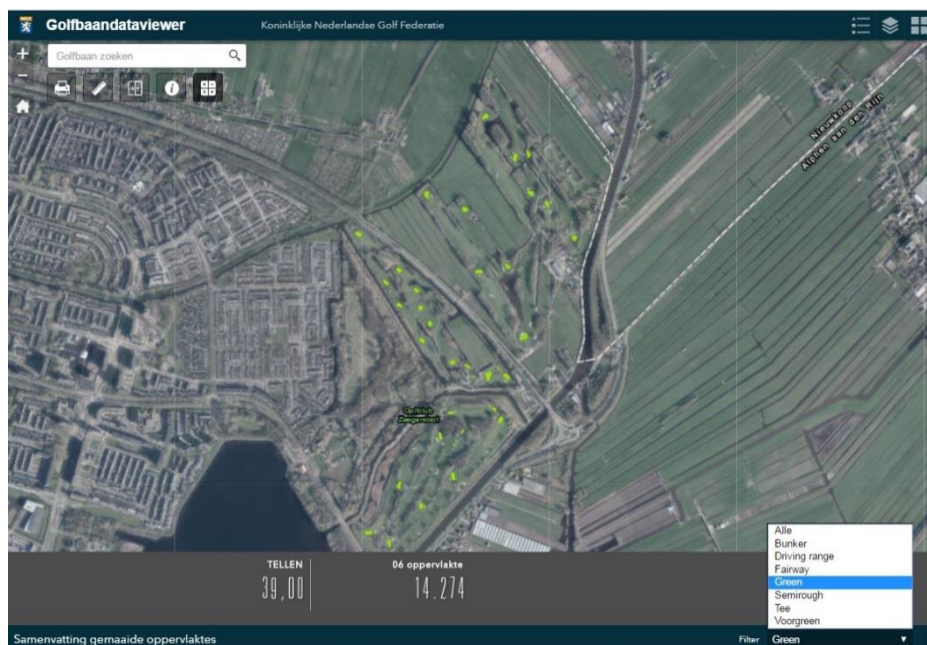 Golfbaandataviewer
Koninklijke Nederlandse Golf Federatie
Golfbaan zoeken
Nieuwkoop
Alphen aan den Rijn
Golfclub
Zeegersloot
TELLEN
39,00
06 oppervlakte
14.274
Alle
Bunker
Driving range
Fairway
Green
Semirough
Tee
Voorgreen
Samenvatting gemaaide oppervlaktes
Filter
Green